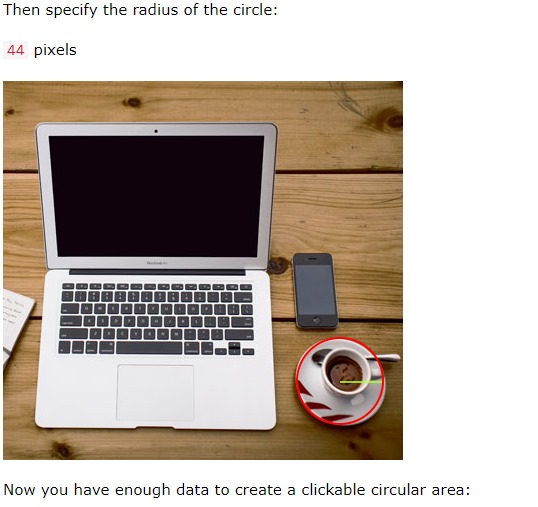 Then specify the radius of the circle:
44 pixels
Now you have enough data to create a clickable circular area: